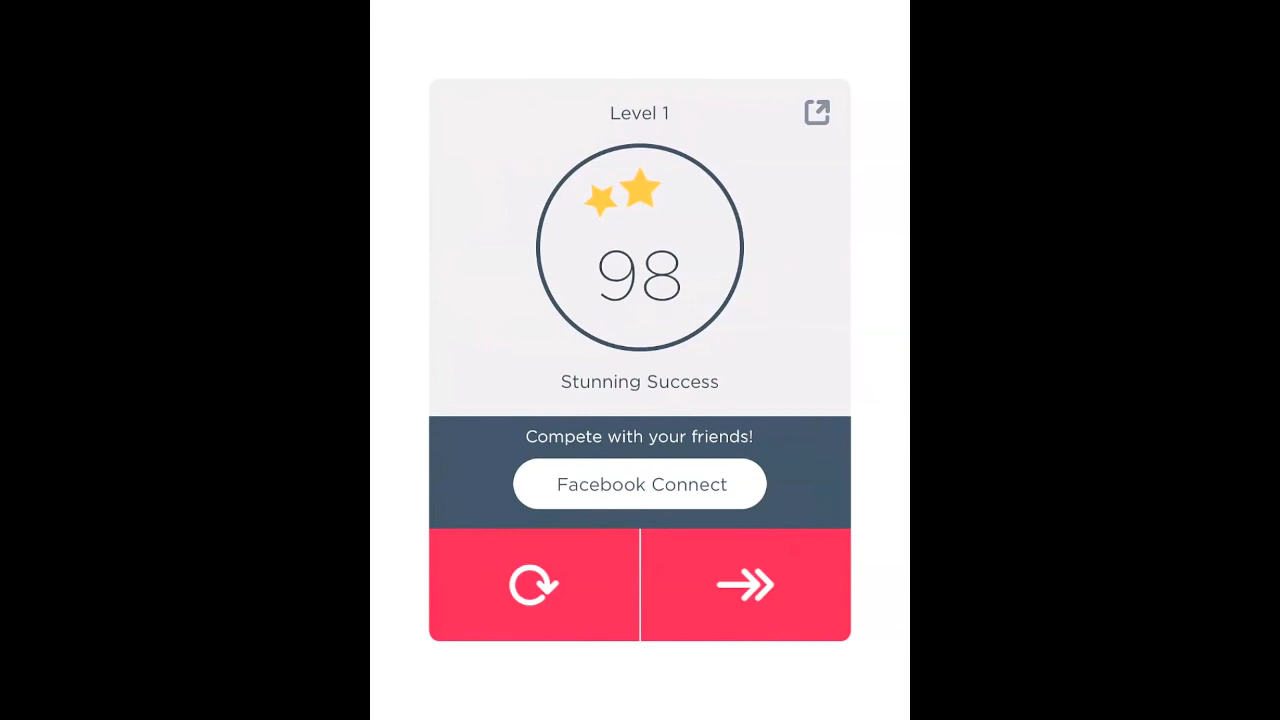 Level 1
98
Stunning Success
Compete with your friends!
Facebook Connect